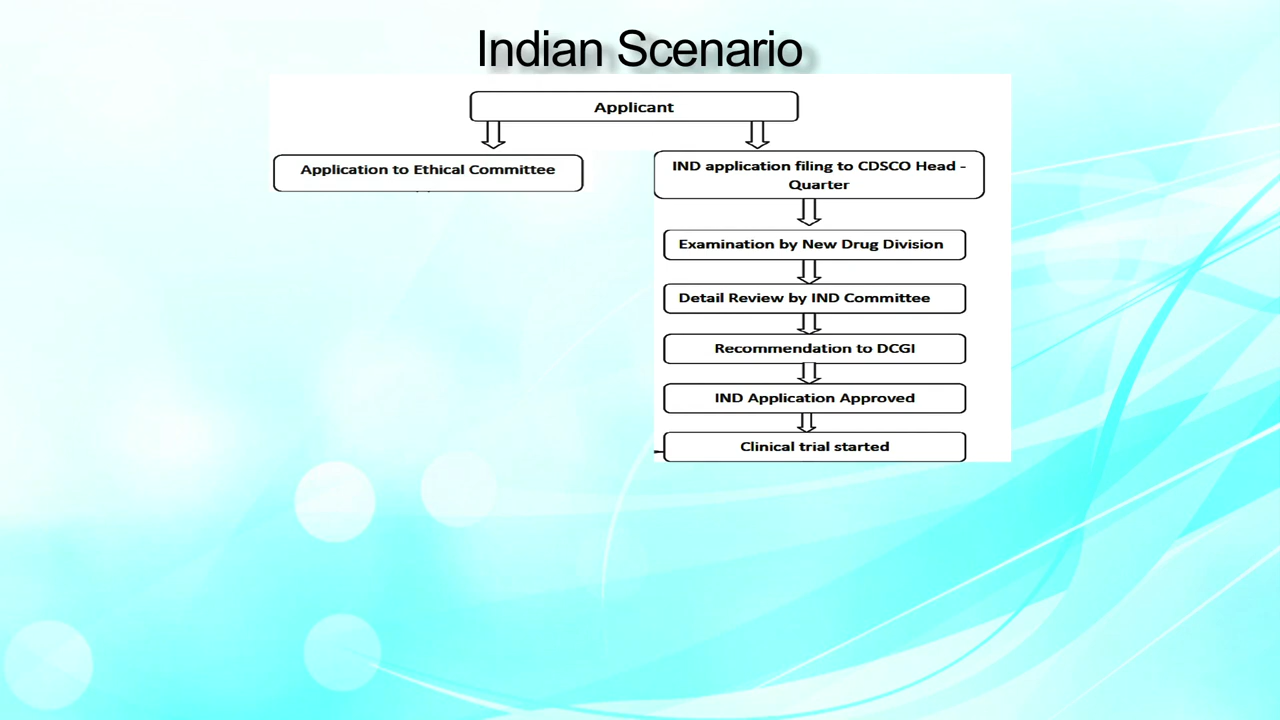 Indian Scenario
Applicant
Application to Ethical Committee
IND application filing to CDSCO Head -
Quarter
Examination by New Drug Division
Detail Review by IND Committee
Recommendation to DCGI
IND Application Approved
Clinical trial started